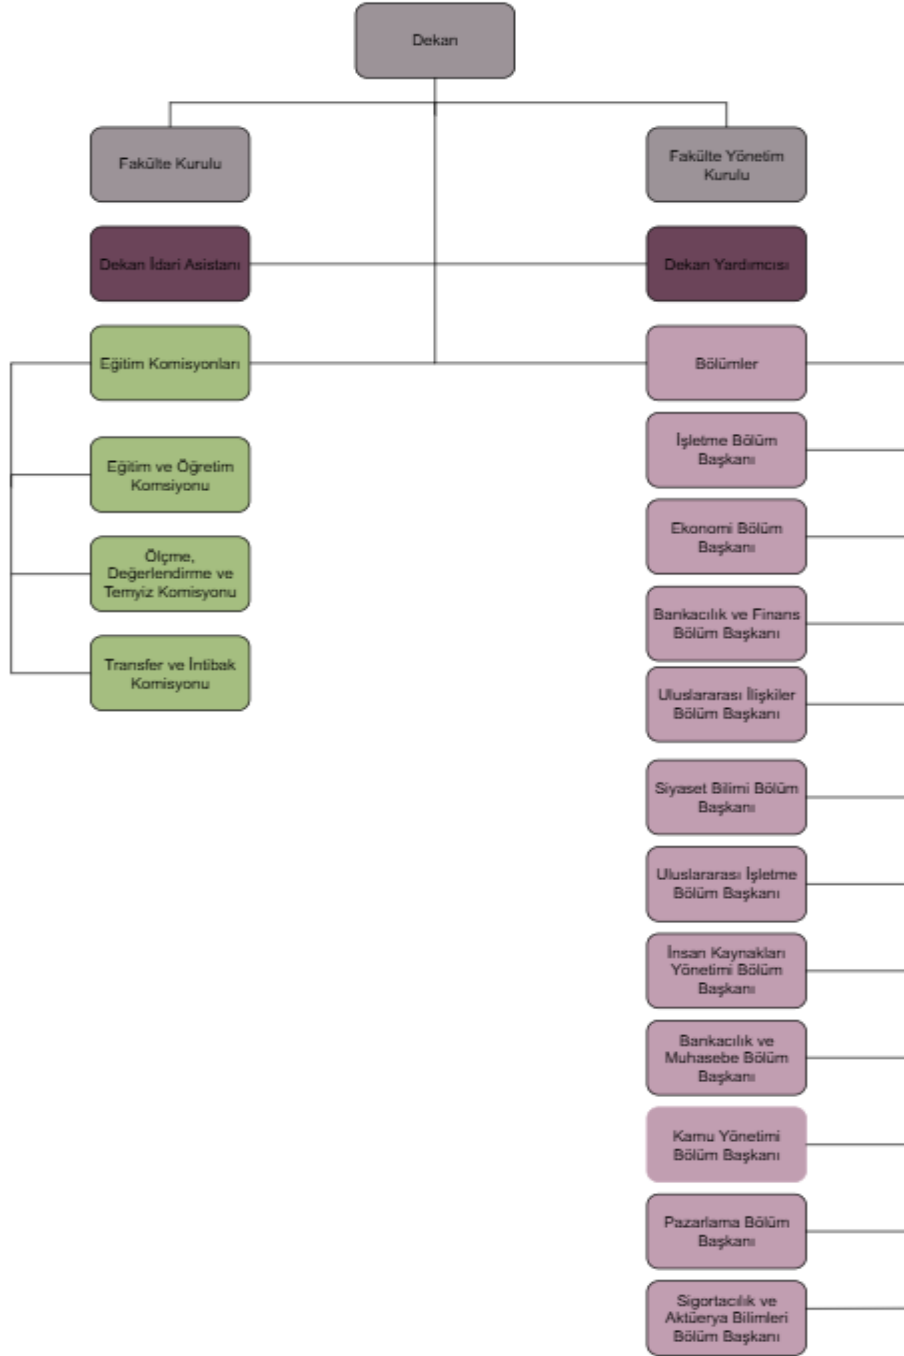 Dekan
Fakülte Kurulu
Fakülte Yönetim
Kurulu
Dekan İdari Asistanı
Dekan Yardımcısı
Eğitim Komisyonları
Bölümler
Eğitim ve Öğretim
Komsiyonu
Ölçme,
Değerlendirme ve
Temyiz Komisyonu
Transfer ve İntibak
Komisyonu
İşletme Bölüm
Başkanı
Ekonomi Bölüm
Başkanı
Bankacılık ve Finans
Bölüm Başkanı
Uluslararası İlişkiler
Bölüm Başkanı
Siyaset Bilimi Bölüm
Başkanı
Uluslararası İşletme
Bölüm Başkanı
İnsan Kaynakları
Yönetimi Bölüm
Başkanı
Bankacılık ve
Muhasebe Bölüm
Başkanı
Kamu Yönetimi
Bölüm Başkanı
Pazarlama Bölüm
Başkanı
Sigortacılık ve
Aktüerya Bilimleri
Bölüm Başkanı